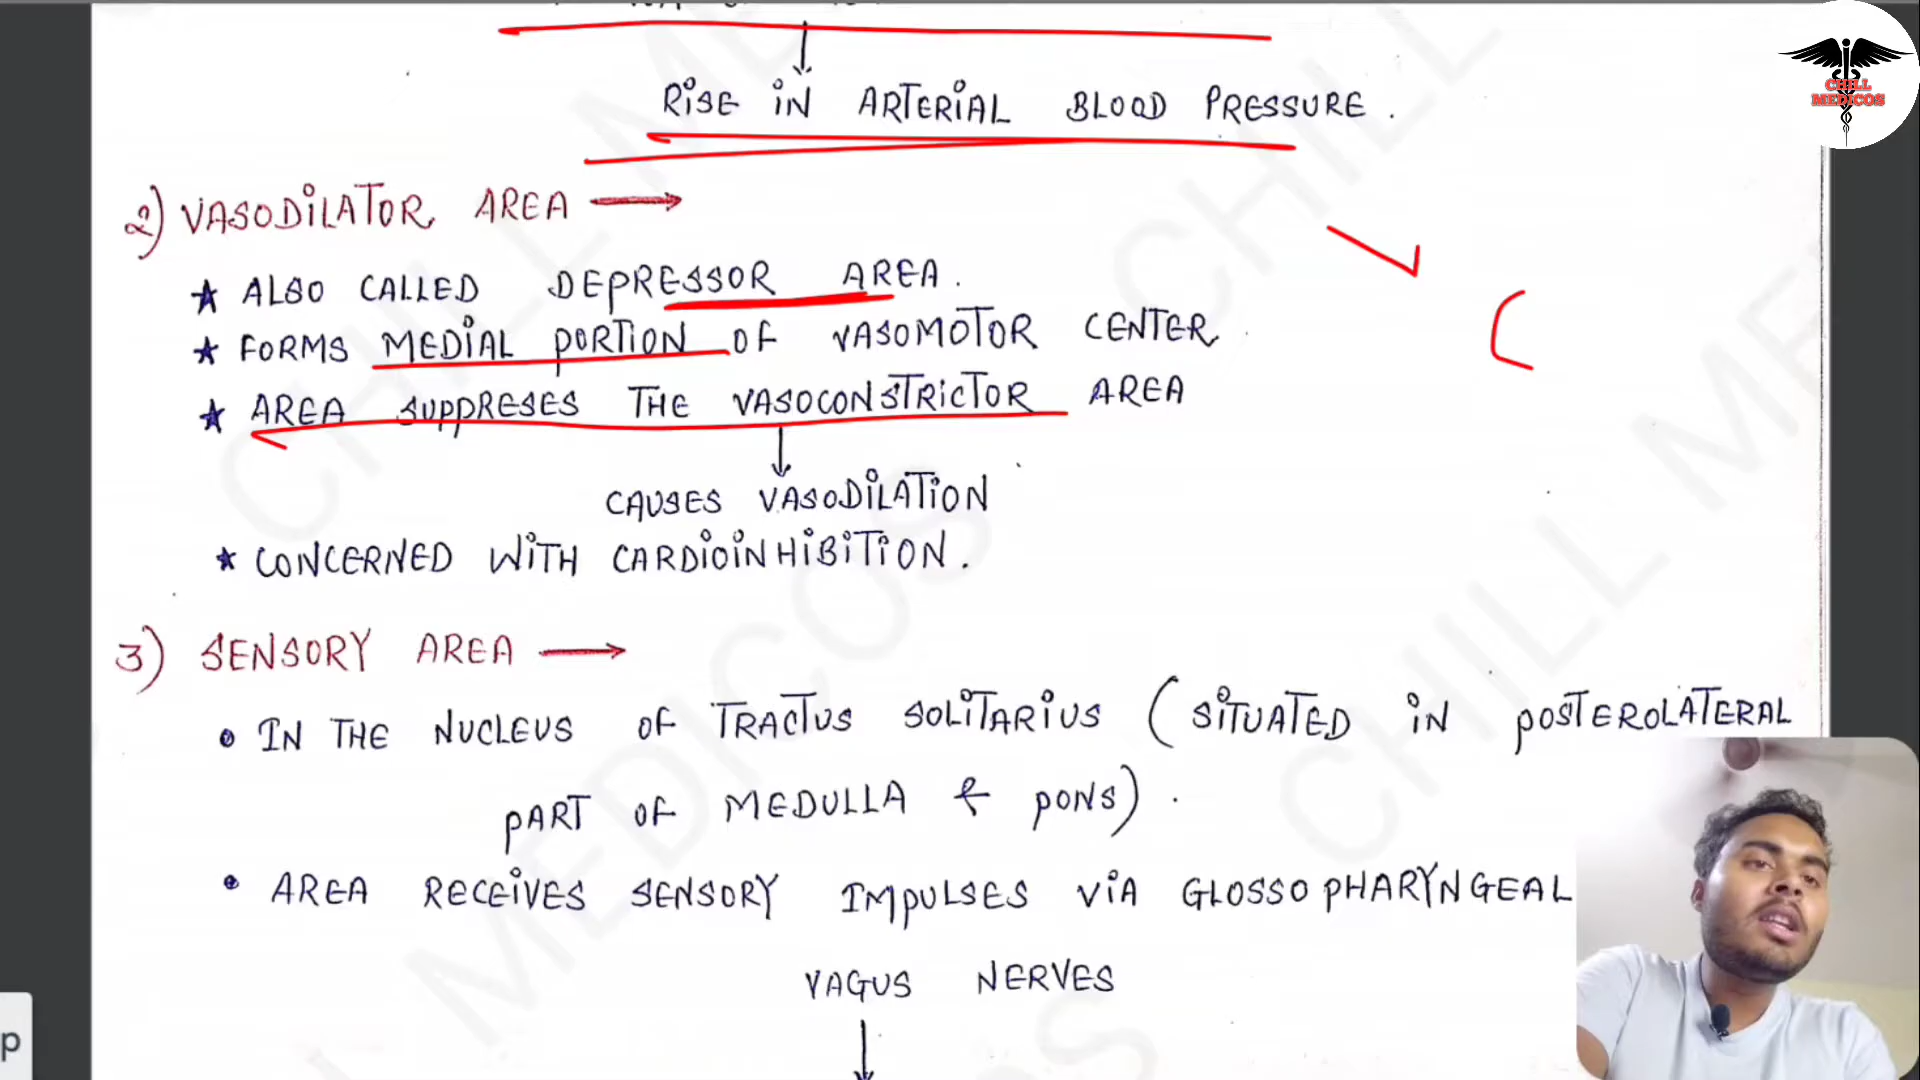 RISE IN ARTERIAL BLOOD PRESSURE.
CHILL
MEDICOS
2) VASODILATOR AREA →
★ ALSO CALLED DEPRESSOR AREA.
★ FORMS MEDIAL PORTION OF VASOMOTOR CENTER.
★ AREA SUPPRESES THE VASOCONSTRICTOR AREA
CAUSES VASODILATION
★ CONCERNED WITH CARDIOINHIBITION.
3) SENSORY AREA →
• IN THE NUCLEUS OF TRACTUS SOLITARIUS (SITUATED IN POSTEROLATERAL
PART OF MEDULLA & PONS).
• AREA RECEIVES SENSORY IMPULSES VIA GLOSSOPHARYNGEAL
VAGUS NERVES
p